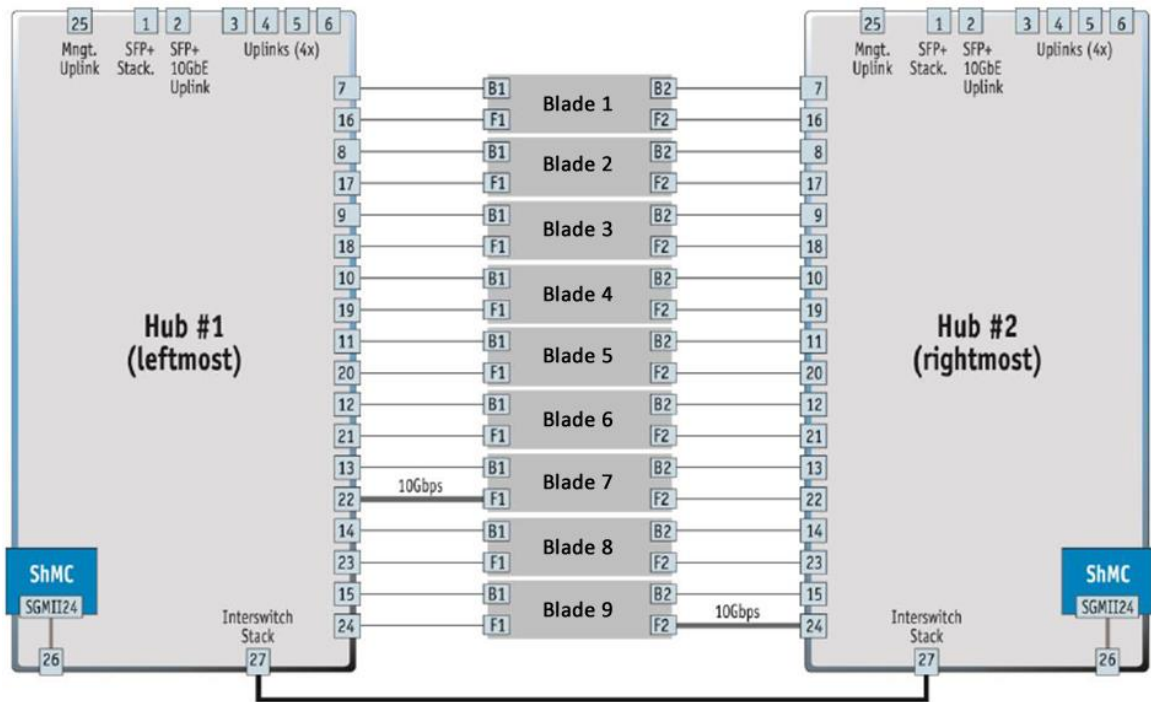 25 1 2 3 4 5 6
Mngt. SFP+ SFP+ Uplinks (4x)
Uplink Stack. 10GbE
Uplink
25 1 2 3 4 5 6
Mngt. SFP+ SFP+ Uplinks (4x)
Uplink Stack. 10GbE
Uplink
7 B1 Blade 1 B2 7
16 F1 F2 16
8 B1 Blade 2 B2 8
17 F1 F2 17
9 B1 Blade 3 B2 9
18 F1 F2 18
10 B1 Blade 4 B2 10
19 F1 F2 19
Hub #1
(leftmost)
Hub #2
(rightmost)
11 B1 Blade 5 B2 11
20 F1 F2 20
12 B1 Blade 6 B2 12
21 F1 F2 21
13 B1 Blade 7 B2 13
22 10Gbps F1 F2 22
14 B1 Blade 8 B2 14
23 F1 F2 23
15 B1 Blade 9 B2 15
24 F1 F2 10Gbps 24
ShMC
SGMII24
26
Interswitch
Stack
27
Interswitch
Stack
27
ShMC
SGMII24
26